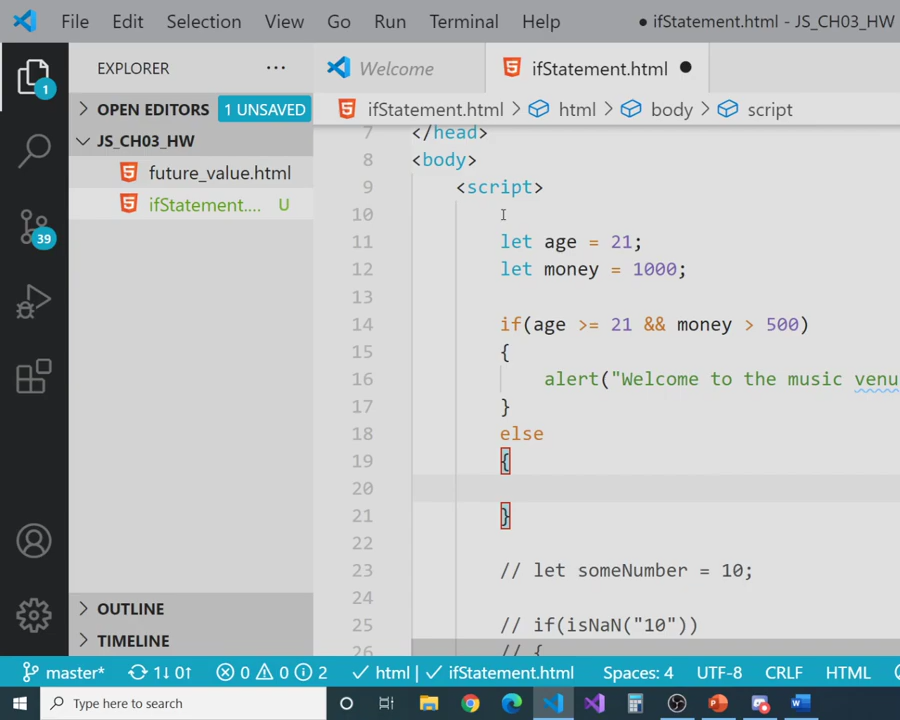 File Edit Selection View Go Run Terminal Help ● ifStatement.html - JS_CH03_HW
EXPLORER ···
Welcome
ifStatement.html ●
OPEN EDITORS 1 UNSAVED
ifStatement.html > html > body > script
JS_CH03_HW
future_value.html
ifStatement.... U
1
39
7 </head>
8 <body>
9 <script>
10
11 let age = 21;
12 let money = 1000;
13
14 if(age >= 21 && money > 500)
15 {
16 alert("Welcome to the music venu
17 }
18 else
19 {
20
21 }
22
23 // let someNumber = 10;
24
25 // if(isNaN("10"))
26 // {
OUTLINE
TIMELINE
master* 1↓ 0↑ 0 0 2 html | ifStatement.html Spaces: 4 UTF-8 CRLF HTML
Type here to search